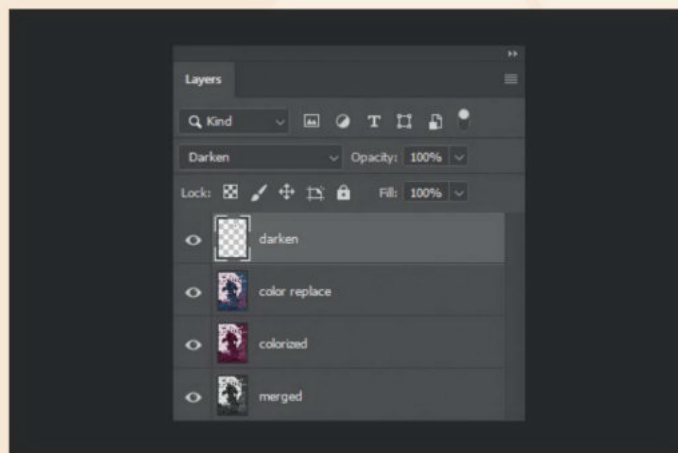 Layers
Kind
Darken Opacity: 100%
Lock: Fill: 100%
darken
color replace
colorized
merged